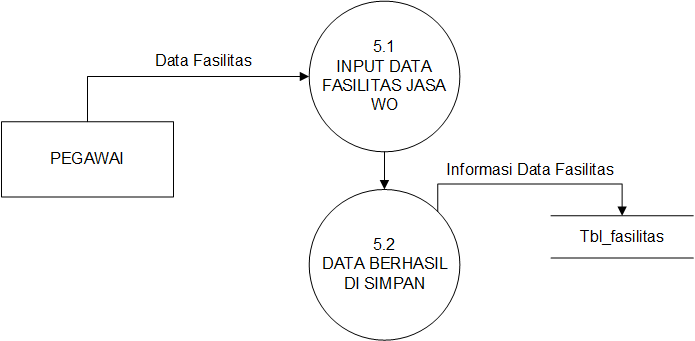 Data Fasilitas
5.1
INPUT DATA
FASILITAS JASA
WO
PEGAWAI
Informasi Data Fasilitas
5.2
DATA BERHASIL
DI SIMPAN
Tbl_fasilitas